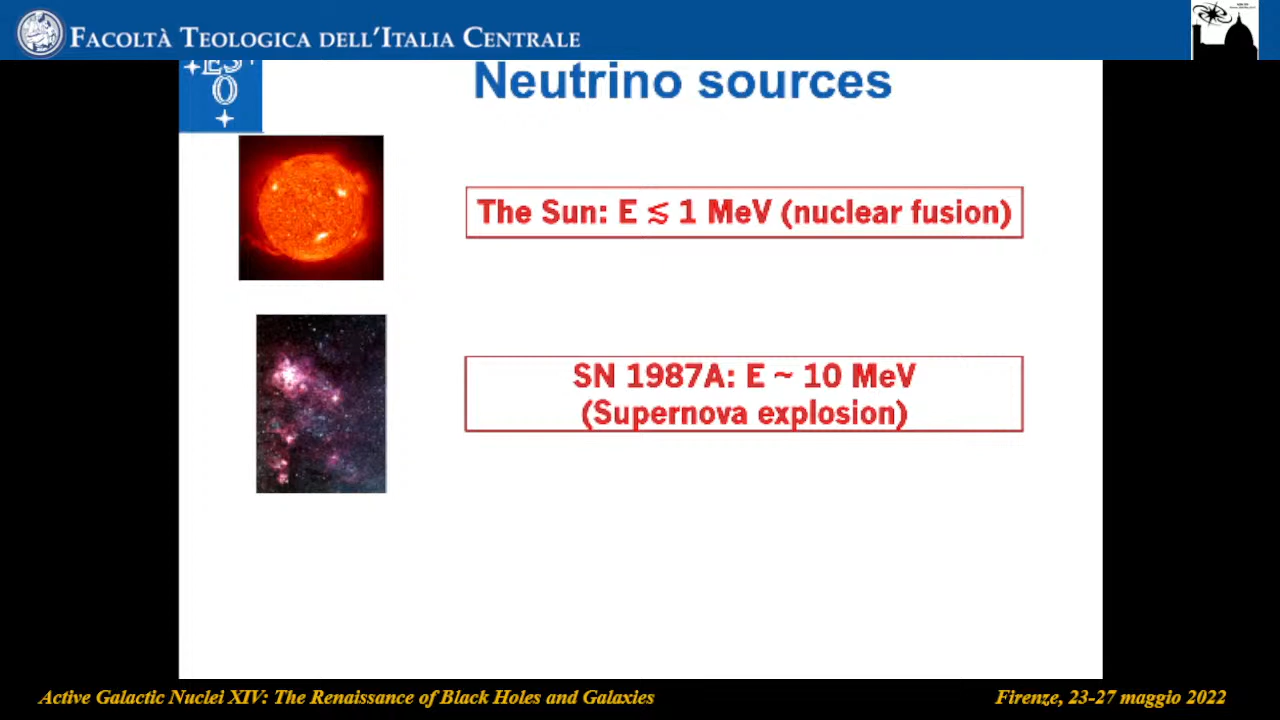 FACOLTÀ TEOLOGICA DELL'ITALIA CENTRALE
ESO
Neutrino sources
The Sun: E ≲ 1 MeV (nuclear fusion)
SN 1987A: E ~ 10 MeV
(Supernova explosion)
Active Galactic Nuclei XIV: The Renaissance of Black Holes and Galaxies
Firenze, 23-27 maggio 2022